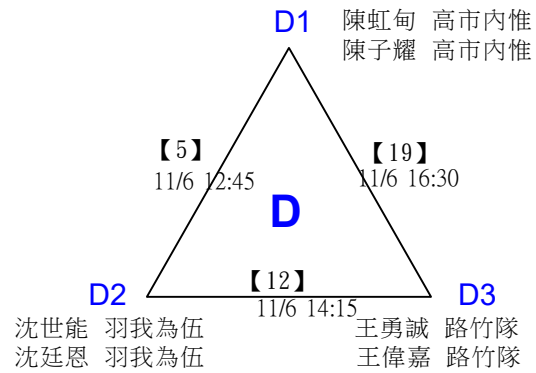 D1
陳虹甸 高市內惟
陳子耀 高市內惟
【5】
11/6 12:45
【19】
11/6 16:30
D
【12】
11/6 14:15
D2
D3
沈世能 羽我為伍
沈廷恩 羽我為伍
王勇誠 路竹隊
王偉嘉 路竹隊